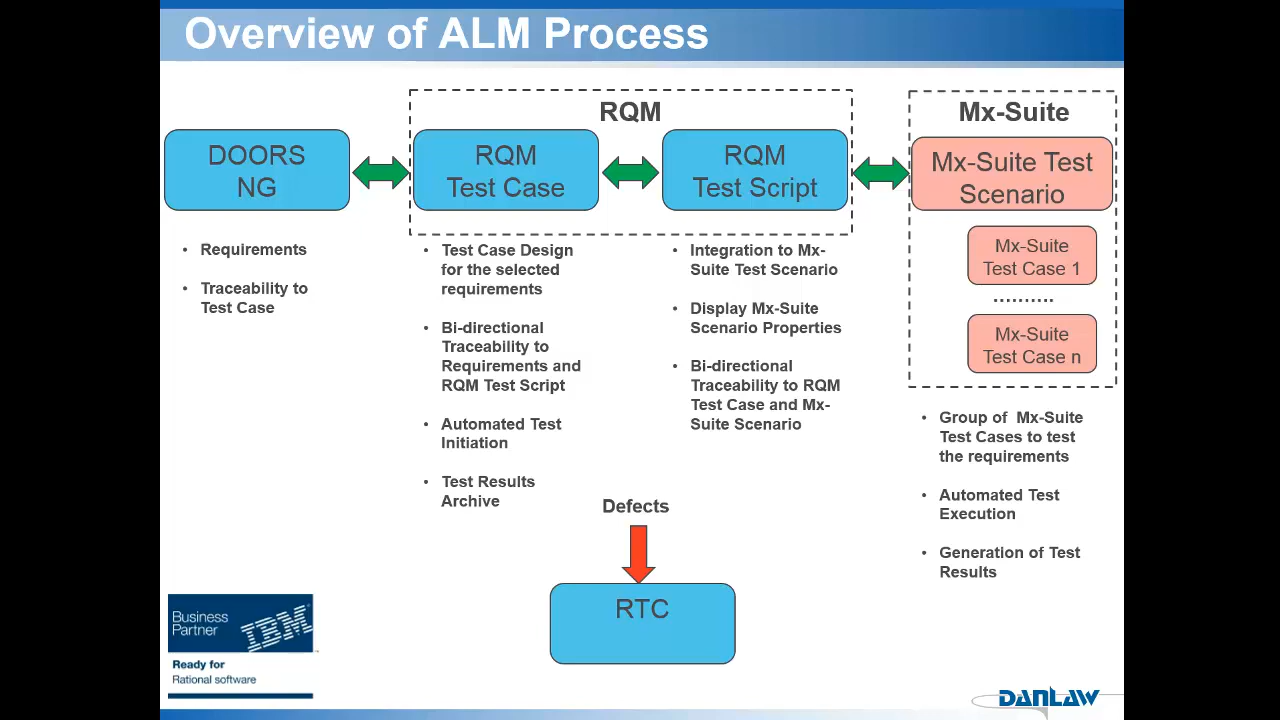 Overview of ALM Process
RQM
Mx-Suite
DOORS
NG
RQM
Test Case
RQM
Test Script
Mx-Suite Test
Scenario
Mx-Suite
Test Case 1
..........
Mx-Suite
Test Case n
• Requirements
• Traceability to
Test Case
• Test Case Design
for the selected
requirements
• Bi-directional
Traceability to
Requirements and
RQM Test Script
• Automated Test
Initiation
• Test Results
Archive
• Integration to Mx-
Suite Test Scenario
• Display Mx-Suite
Scenario Properties
• Bi-directional
Traceability to RQM
Test Case and Mx-
Suite Scenario
• Group of Mx-Suite
Test Cases to test
the requirements
• Automated Test
Execution
• Generation of Test
Results
Defects
RTC
Business
Partner
IBM
Ready for
Rational software
DANLAW